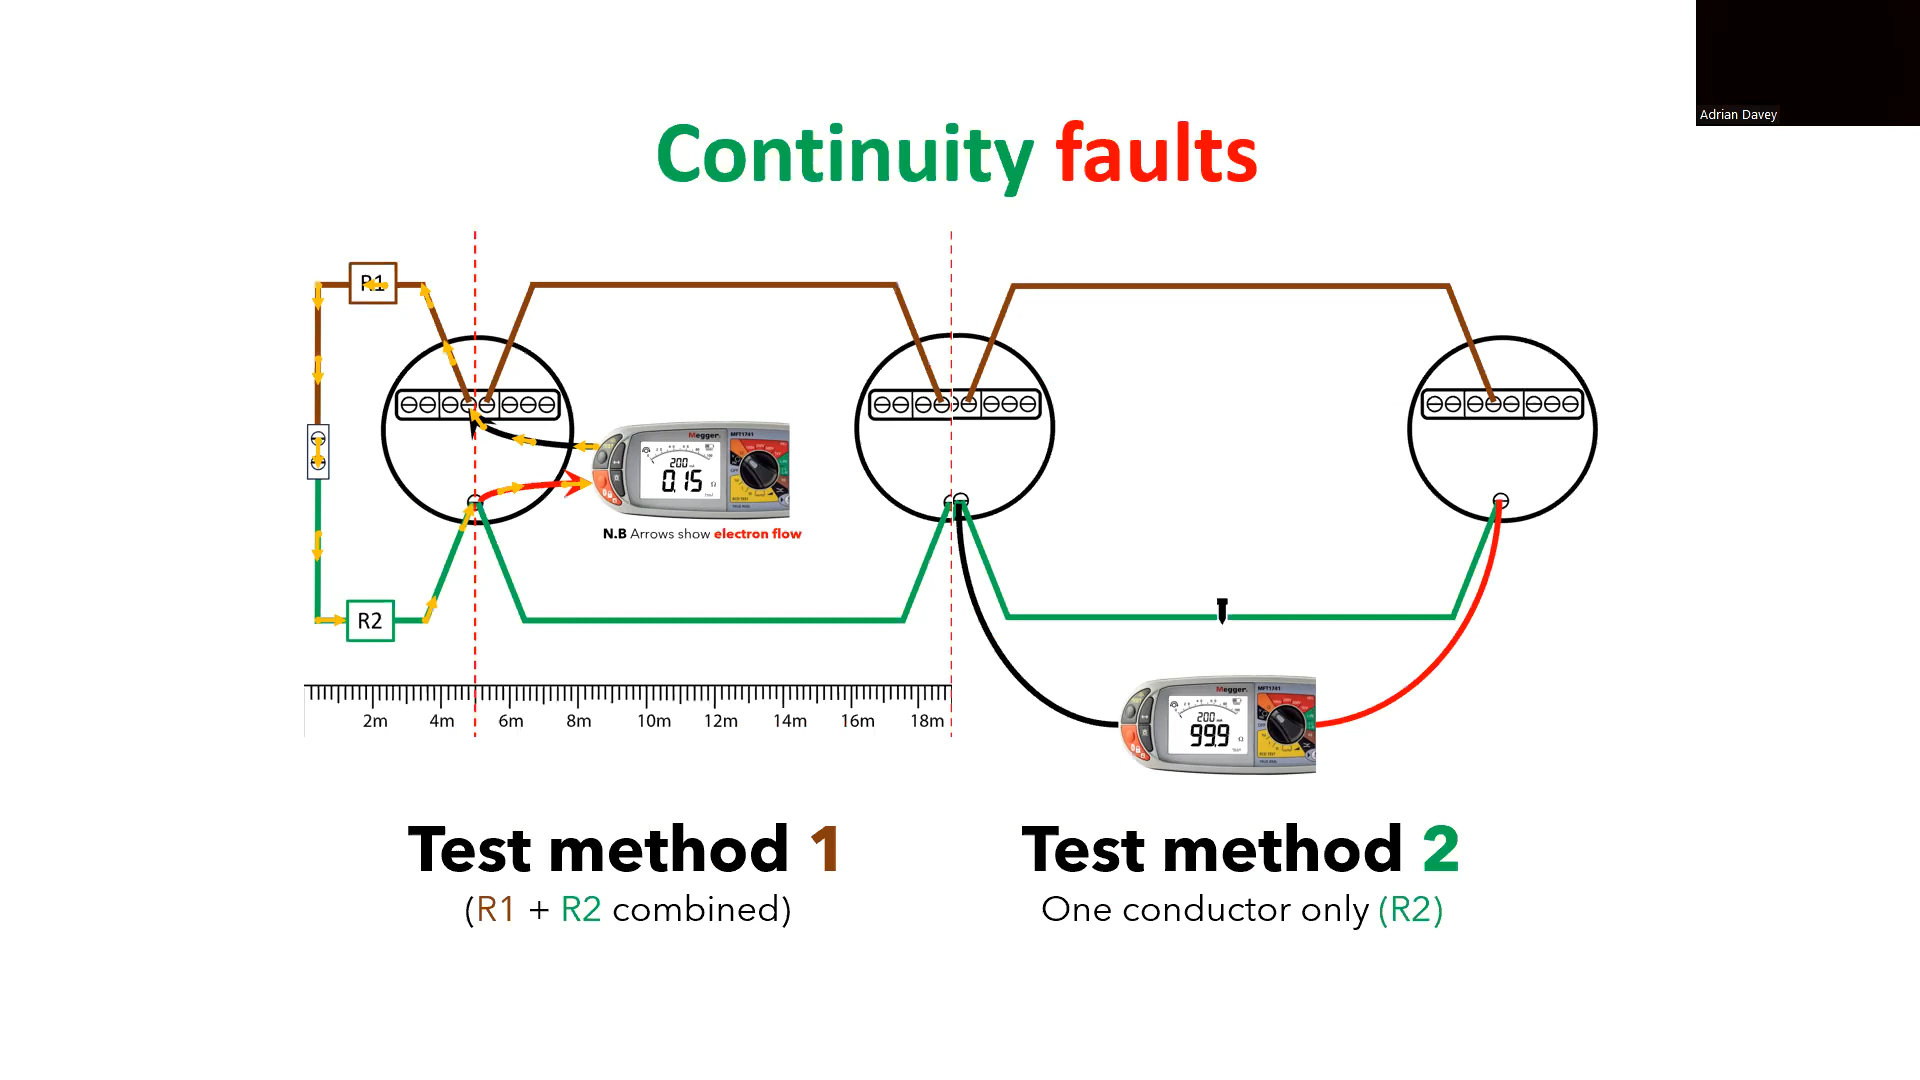 Adrian Davey
Continuity faults
R1
Megger. MFT1741
200
0.15 Ω
N.B Arrows show electron flow
R2
2m 4m 6m 8m 10m 12m 14m 16m 18m
Megger. MFT1741
200
99.9 Ω
Test method 1
(R1 + R2 combined)
Test method 2
One conductor only (R2)